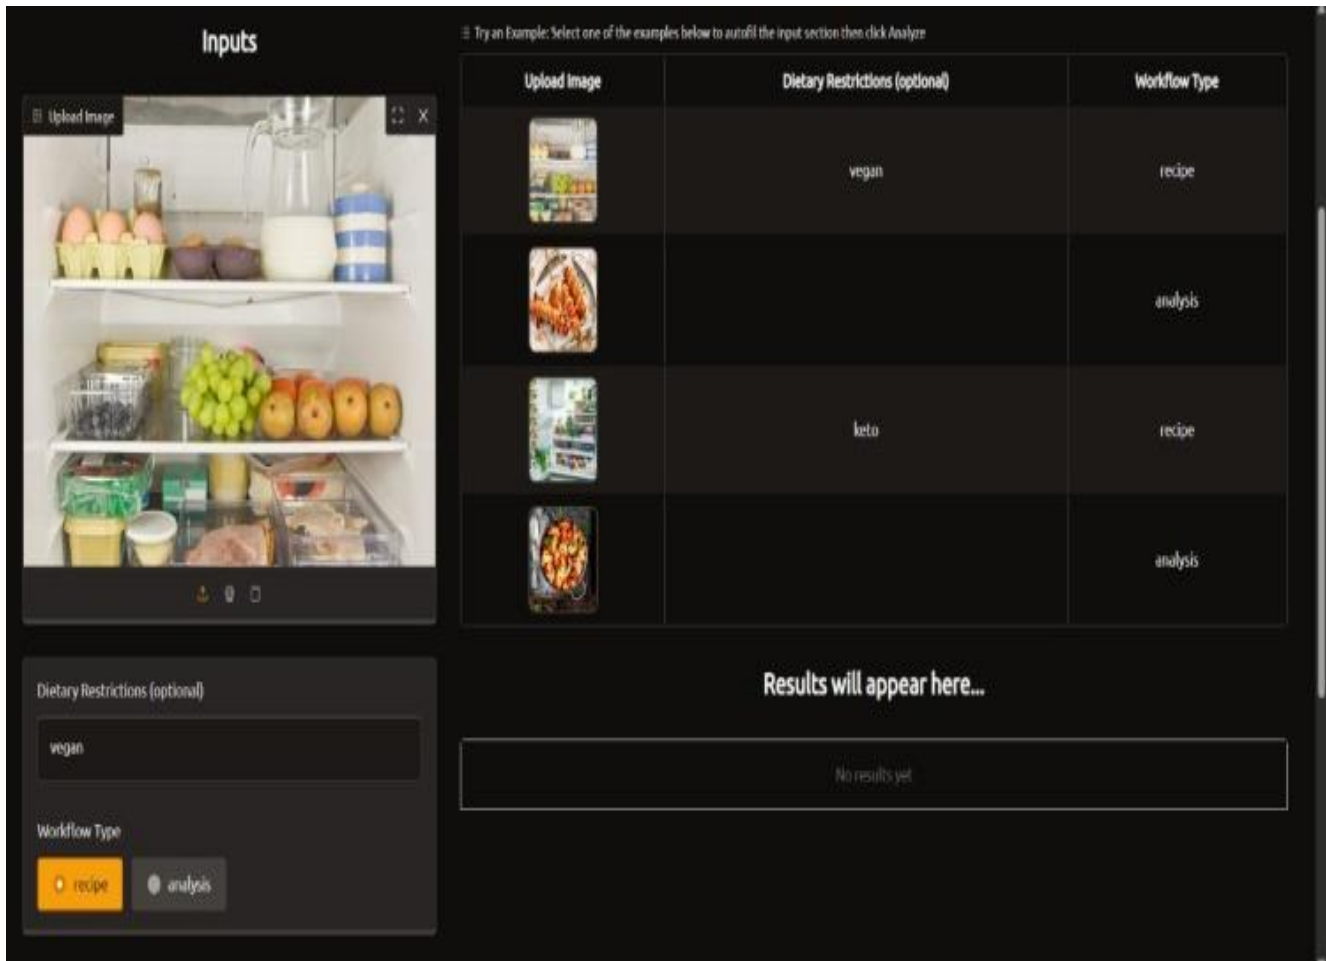 Inputs
Upload Image
Dietary Restrictions (optional)
vegan
Workflow Type
recipe
analysis
Try an Example: Select one of the examples below to autofil the input section then click Analyze
Upload Image Dietary Restrictions (optional) Workflow Type
vegan recipe
analysis
keto recipe
analysis
Results will appear here...
No results yet